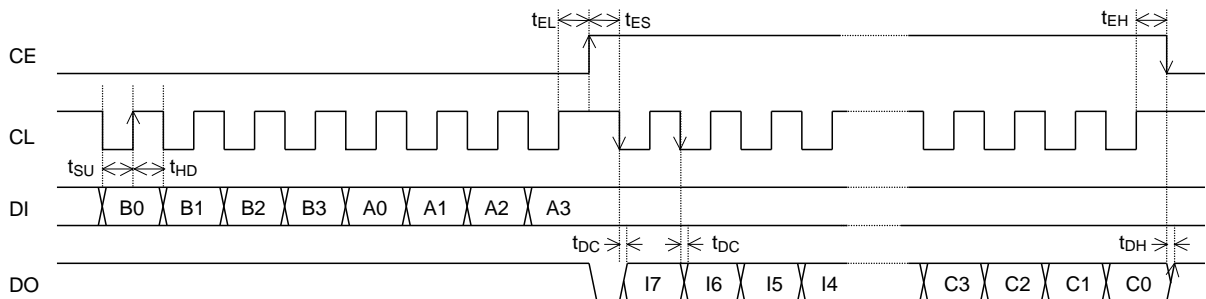 tEL tES tEH
CE
CL
tSU tHD
DI B0 B1 B2 B3 A0 A1 A2 A3
tDC tDC tDH
DO I7 I6 I5 I4 C3 C2 C1 C0